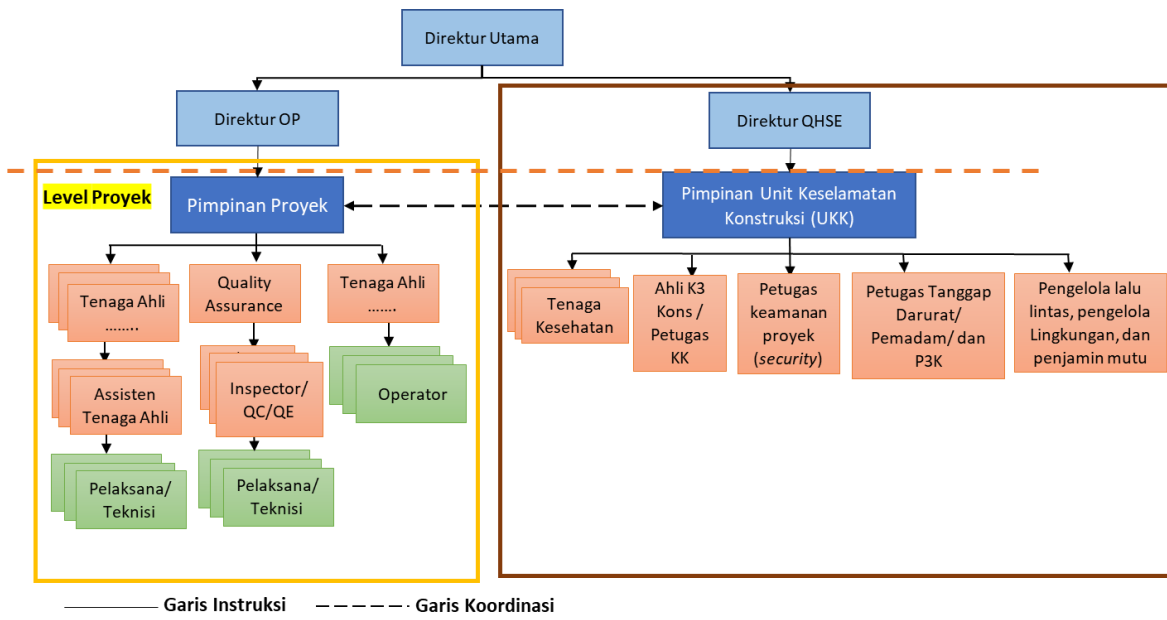 Direktur Utama
Direktur OP
Direktur QHSE
Level Proyek
Pimpinan Proyek
Pimpinan Unit Keselamatan
Konstruksi (UKK)
Tenaga Ahli
……..
Quality
Assurance
Tenaga Ahli
…….
Tenaga
Kesehatan
Ahli K3
Kons /
Petugas
KK
Petugas
keamanan
proyek
(security)
Petugas Tanggap
Darurat/
Pemadam/ dan
P3K
Pengelola lalu
lintas, pengelola
Lingkungan, dan
penjamin mutu
Assisten
Tenaga Ahli
Inspector/
QC/QE
Operator
Pelaksana/
Teknisi
Pelaksana/
Teknisi
Garis Instruksi
Garis Koordinasi